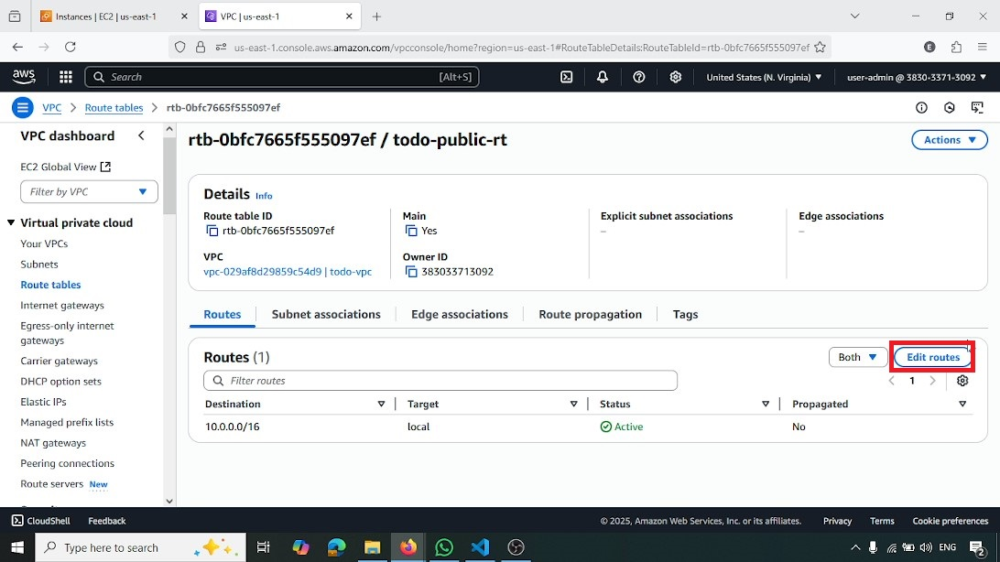 Instances | EC2 | us-east-1
VPC | us-east-1
us-east-1.console.aws.amazon.com/vpcconsole/home?region=us-east-1#RouteTableDetails:RouteTableId=rtb-0bfc7665f555097ef
E
aws
Search
[Alt+S]
United States (N. Virginia)
user-admin @ 3830-3371-3092
VPC
Route tables
rtb-0bfc7665f555097ef
VPC dashboard
EC2 Global View
Filter by VPC
Virtual private cloud
Your VPCs
Subnets
Route tables
Internet gateways
Egress-only internet
gateways
Carrier gateways
DHCP option sets
Elastic IPs
Managed prefix lists
NAT gateways
Peering connections
Route servers New
rtb-0bfc7665f555097ef / todo-public-rt
Actions
Details Info
Route table ID
rtb-0bfc7665f555097ef
Main
Yes
Explicit subnet associations
–
Edge associations
–
VPC
vpc-029af8d29859c54d9 | todo-vpc
Owner ID
383033713092
Routes
Subnet associations
Edge associations
Route propagation
Tags
Routes (1)
Both
Edit routes
Filter routes
1
Destination
Target
Status
Propagated
10.0.0.0/16
local
Active
No
CloudShell
Feedback
© 2025, Amazon Web Services, Inc. or its affiliates.
Privacy
Terms
Cookie preferences
Type here to search
ENG
2